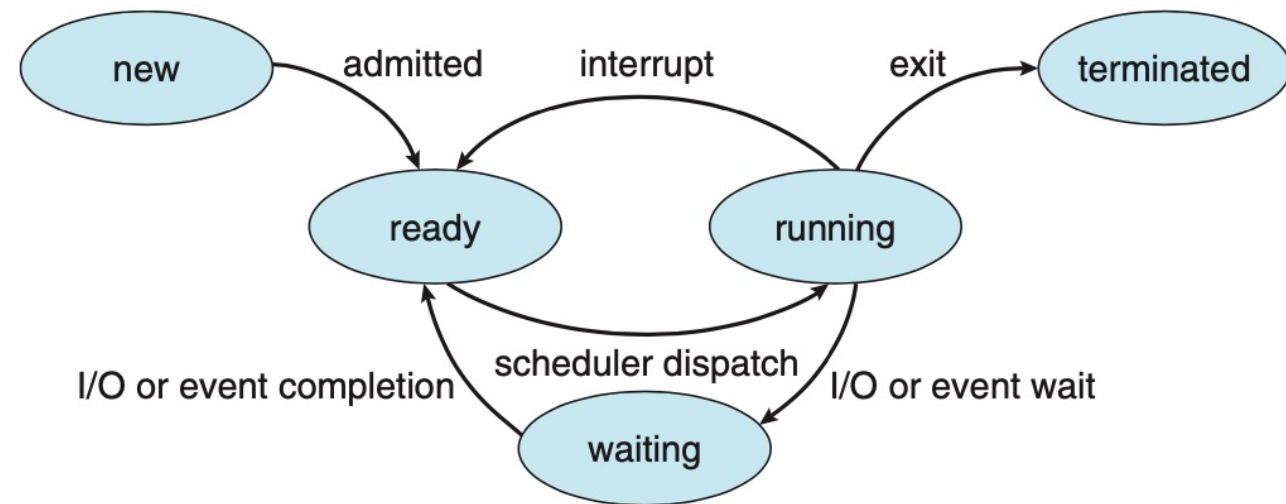 new
admitted
interrupt
exit
terminated
ready
running
scheduler dispatch
I/O or event completion
I/O or event wait
waiting